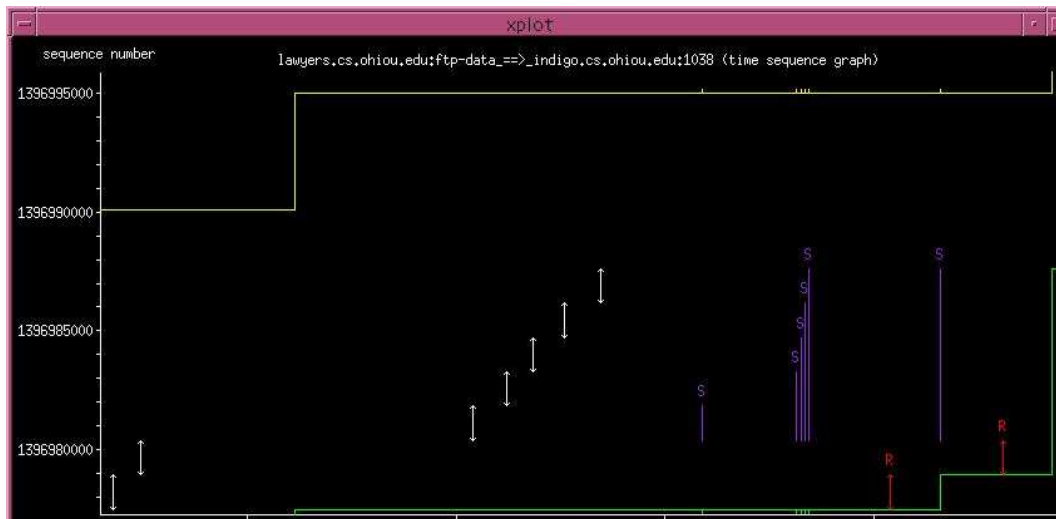 xplot
sequence number
lawyers.cs.ohiou.edu:ftp-data_==>_indigo.cs.ohiou.edu:1038 (time sequence graph)
1396995000
1396990000
S
S
S
1396985000
S
S
S
R
1396980000
R